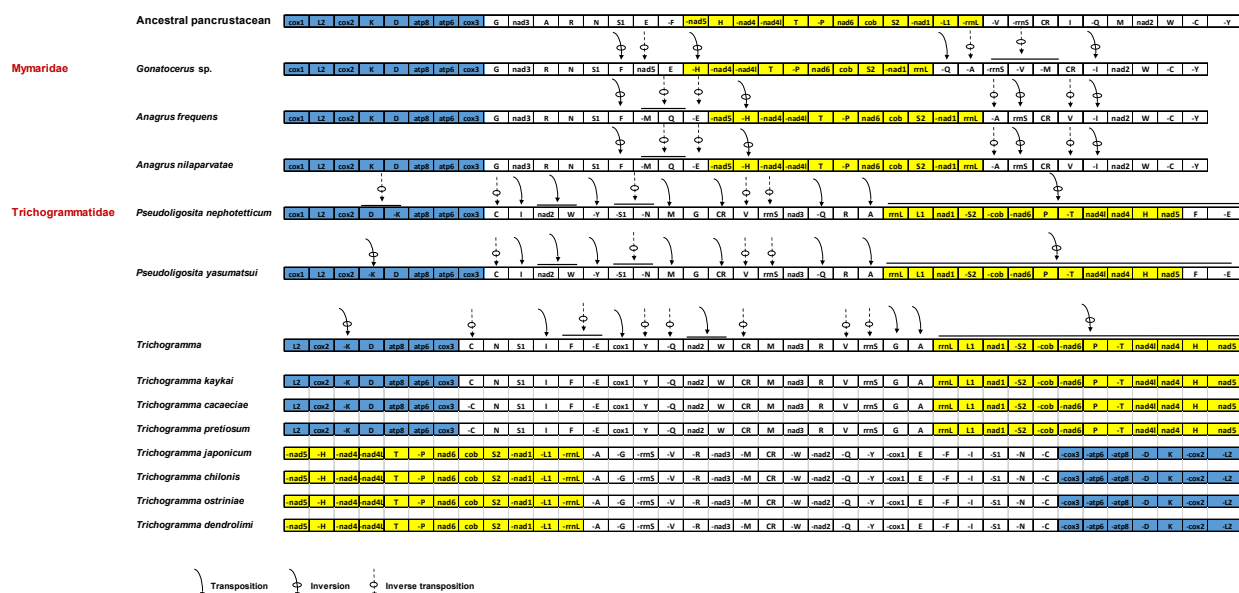 Ancestral pancrustacean cox1 L2 cox2 K D atp8 atp6 cox3 G nad3 A R N S1 E -F -nad5 H -nad4 -nad4l T -P nad6 cob S2 -nad1 -L1 -rrnL -V -rrnS CR I -Q M nad2 W -C -Y
Mymaridae
Gonatocerus sp. cox1 L2 cox2 K D atp8 atp6 cox3 G nad3 R N S1 F nad5 E -H -nad4 -nad4l T -P nad6 cob S2 -nad1 rrnL -Q -A -rrnS -V -M CR -I nad2 W -C -Y
Anagrus frequens cox1 L2 cox2 K D atp8 atp6 cox3 G nad3 R N S1 F -M Q -E -nad5 -H -nad4 -nad4l T -P nad6 cob S2 -nad1 rrnL -A rrnS CR V -I nad2 W -C -Y
Anagrus nilaparvatae cox1 L2 cox2 K D atp8 atp6 cox3 G nad3 R N S1 F -M Q -E -nad5 -H -nad4 -nad4l T -P nad6 cob S2 -nad1 rrnL -A rrnS CR V -I nad2 W -C -Y
Trichogrammatidae
Pseudoligosita nephotetticum cox1 L2 cox2 D -K atp8 atp6 cox3 C I nad2 W -Y -S1 -N M G CR V rrnS nad3 -Q R A rrnL L1 nad1 -S2 -cob -nad6 P -T nad4l nad4 H nad5 F -E
Pseudoligosita yasumatsui cox1 L2 cox2 -K D atp8 atp6 cox3 C I nad2 W -Y -S1 -N M G CR V rrnS nad3 -Q R A rrnL L1 nad1 -S2 -cob -nad6 P -T nad4l nad4 H nad5 F -E
Trichogramma L2 cox2 -K D atp8 atp6 cox3 C N S1 I F -E cox1 Y -Q nad2 W CR M nad3 R V rrnS G A rrnL L1 nad1 -S2 -cob -nad6 P -T nad4l nad4 H nad5
Trichogramma kaykai L2 cox2 -K D atp8 atp6 cox3 C N S1 I F -E cox1 Y -Q nad2 W CR M nad3 R V rrnS G A rrnL L1 nad1 -S2 -cob -nad6 P -T nad4l nad4 H nad5
Trichogramma cacaeciae L2 cox2 -K D atp8 atp6 cox3 -C N S1 I F -E cox1 Y -Q nad2 W CR M nad3 R V rrnS G A rrnL L1 nad1 -S2 -cob -nad6 P -T nad4l nad4 H nad5
Trichogramma pretiosum L2 cox2 -K D atp8 atp6 cox3 -C N S1 I F -E cox1 Y -Q nad2 W CR M nad3 R V rrnS G A rrnL L1 nad1 -S2 -cob -nad6 P -T nad4l nad4 H nad5
Trichogramma japonicum -nad5 -H -nad4 -nad4L T -P nad6 cob S2 -nad1 -L1 -rrnL -A -G -rrnS -V -R -nad3 -M CR -W -nad2 -Q -Y -cox1 E -F -I -S1 -N -C -cox3 -atp6 -atp8 -D K -cox2 -L2
Trichogramma chilonis -nad5 -H -nad4 -nad4L T -P nad6 cob S2 -nad1 -L1 -rrnL -A -G -rrnS -V -R -nad3 -M CR -W -nad2 -Q -Y -cox1 E -F -I -S1 -N -C -cox3 -atp6 -atp8 -D K -cox2 -L2
Trichogramma ostriniae -nad5 -H -nad4 -nad4L T -P nad6 cob S2 -nad1 -L1 -rrnL -A -G -rrnS -V -R -nad3 -M CR -W -nad2 -Q -Y -cox1 E -F -I -S1 -N -C -cox3 -atp6 -atp8 -D K -cox2 -L2
Trichogramma dendrolimi -nad5 -H -nad4 -nad4L T -P nad6 cob S2 -nad1 -L1 -rrnL -A -G -rrnS -V -R -nad3 -M CR -W -nad2 -Q -Y -cox1 E -F -I -S1 -N -C -cox3 -atp6 -atp8 -D K -cox2 -L2
Transposition Inversion Inverse transposition